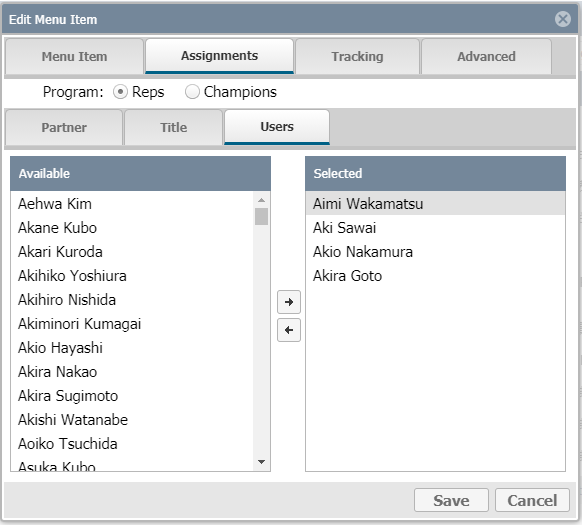 Edit Menu Item
Menu Item Assignments Tracking Advanced
Program: Reps Champions
Partner Title Users
Available
Aehwa Kim
Akane Kubo
Akari Kuroda
Akihiko Yoshiura
Akihiro Nishida
Akiminori Kumagai
Akio Hayashi
Akira Nakao
Akira Sugimoto
Akishi Watanabe
Aoiko Tsuchida
Asuka Kubo
Selected
Aimi Wakamatsu
Aki Sawai
Akio Nakamura
Akira Goto
Save Cancel